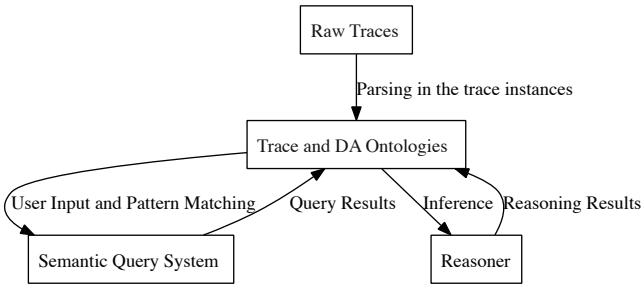 Raw Traces
Parsing in the trace instances
Trace and DA Ontologies
User Input and Pattern Matching
Query Results
Inference
Reasoning Results
Semantic Query System
Reasoner